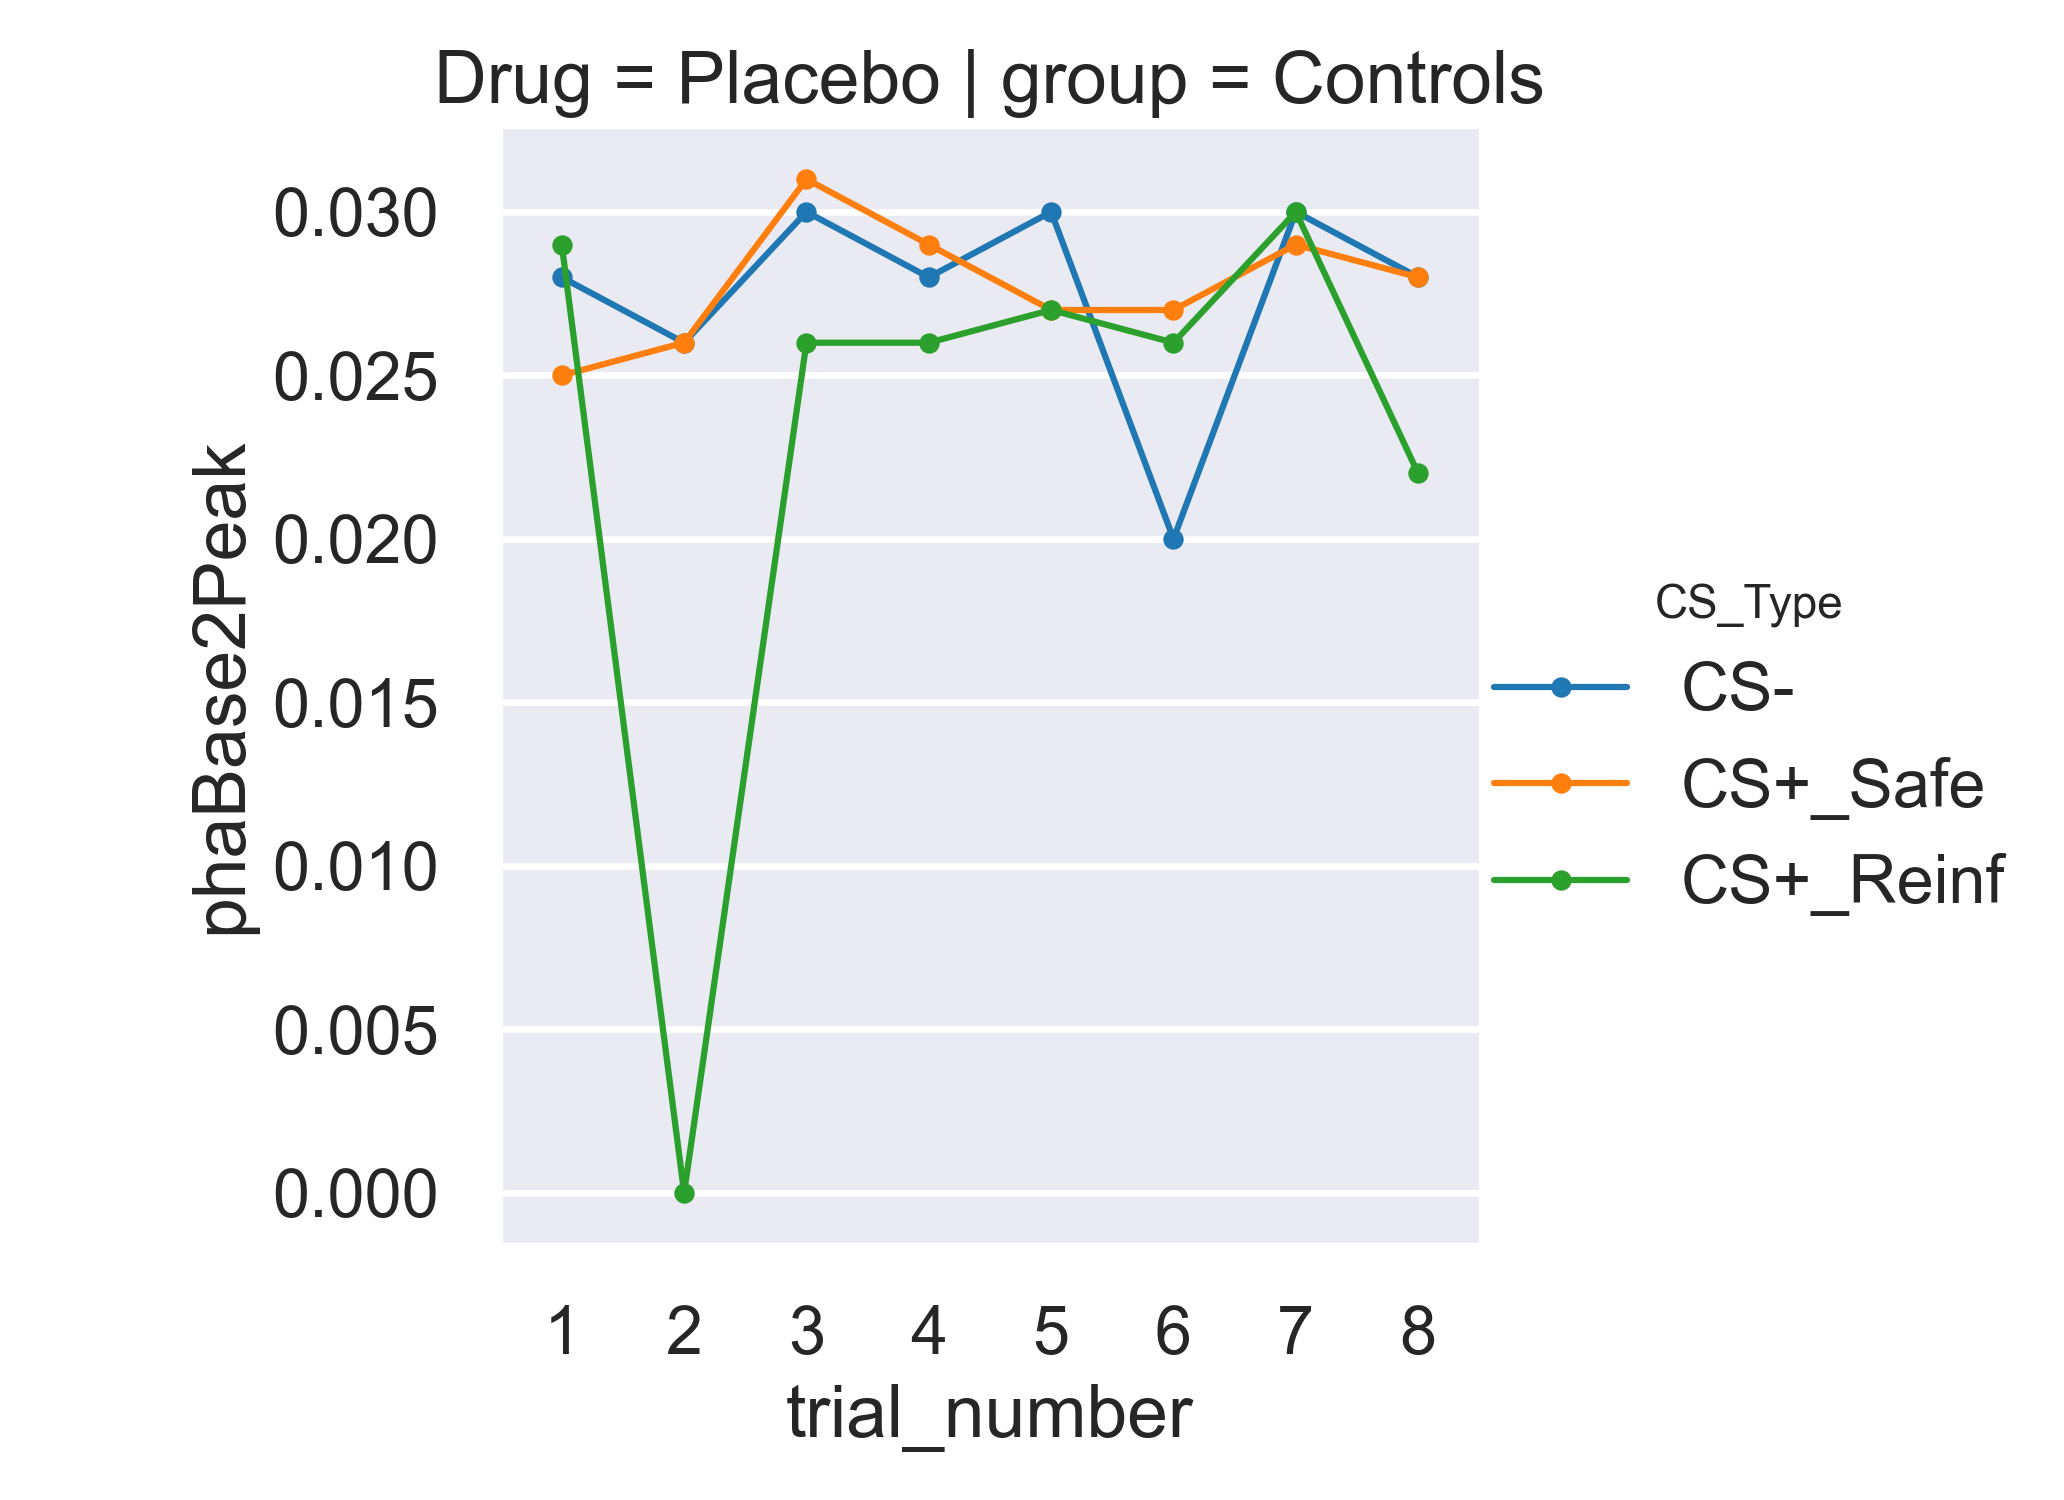 Drug = Placebo | group = Controls
phaBase2Peak
0.030
0.025
0.020
0.015
0.010
0.005
0.000
1 2 3 4 5 6 7 8
trial_number
CS_Type
CS-
CS+_Safe
CS+_Reinf